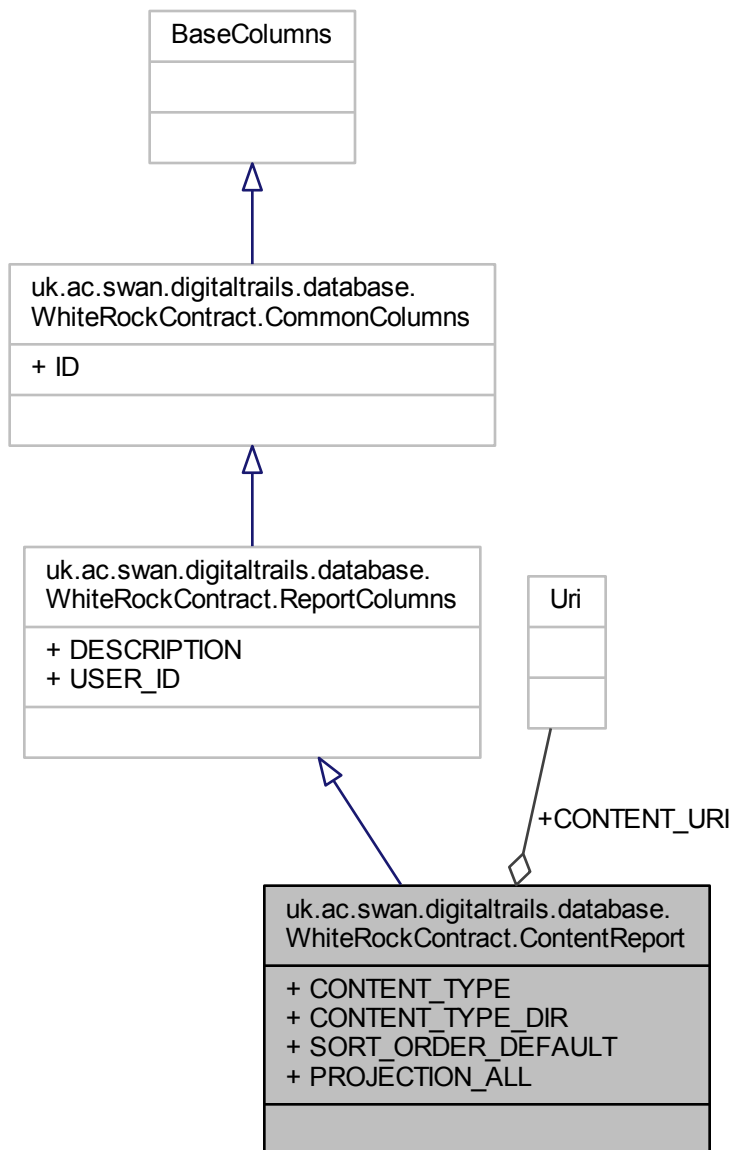 BaseColumns
uk.ac.swan.digitaltrails.database.
WhiteRockContract.CommonColumns
+ ID
uk.ac.swan.digitaltrails.database.
WhiteRockContract.ReportColumns
+ DESCRIPTION
+ USER_ID
Uri
+CONTENT_URI
uk.ac.swan.digitaltrails.database.
WhiteRockContract.ContentReport
+ CONTENT_TYPE
+ CONTENT_TYPE_DIR
+ SORT_ORDER_DEFAULT
+ PROJECTION_ALL